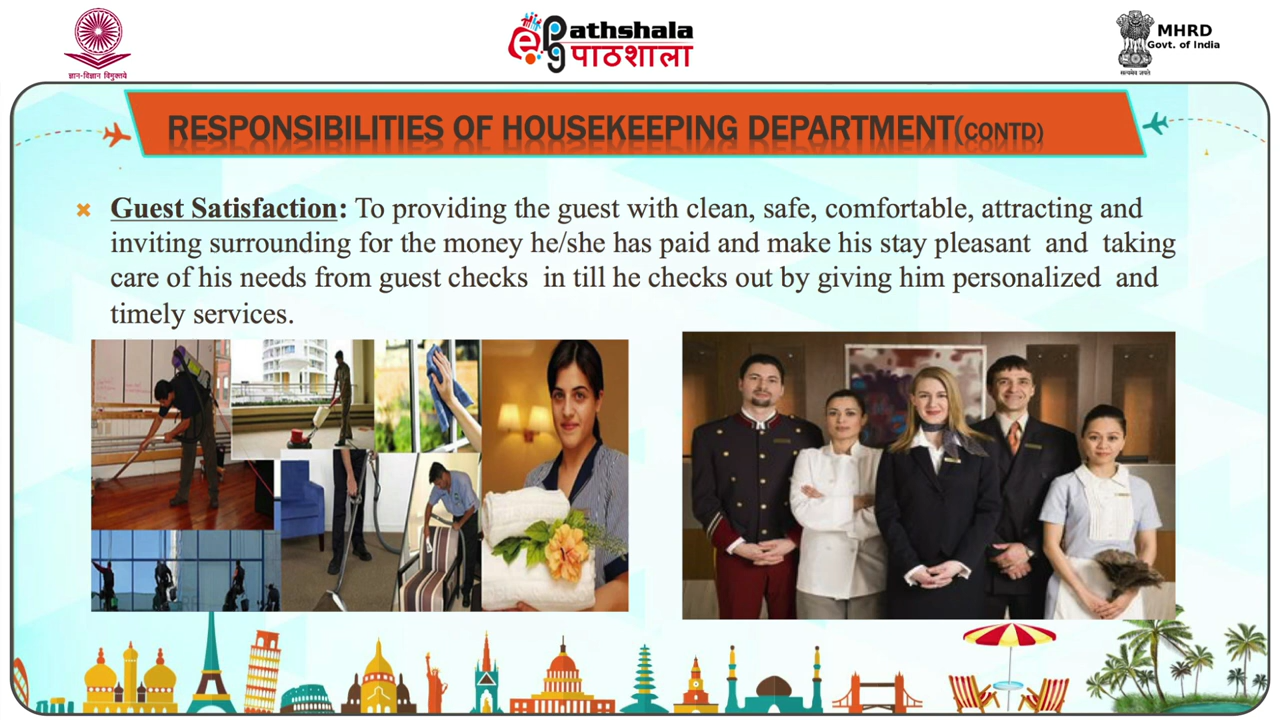 ज्ञान-विज्ञान विमुक्तये
ePG Pathshala
पाठशाला
MHRD
Govt. of India
सत्यमेव जयते
RESPONSIBILITIES OF HOUSEKEEPING DEPARTMENT(CONTD)
Guest Satisfaction: To providing the guest with clean, safe, comfortable, attracting and
inviting surrounding for the money he/she has paid and make his stay pleasant and taking
care of his needs from guest checks in till he checks out by giving him personalized and
timely services.